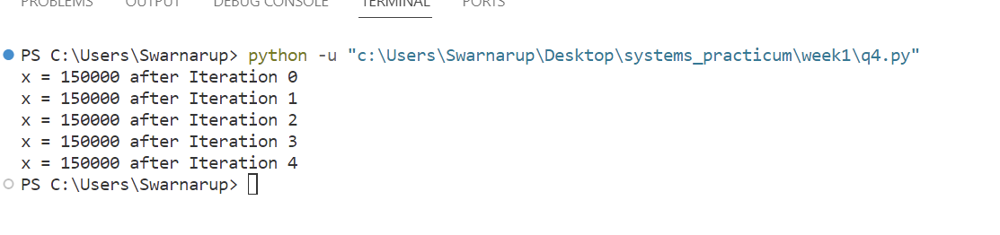 PROBLEMS OUTPUT DEBUG CONSOLE TERMINAL PORTS
PS C:\Users\Swarnarup> python -u "c:\Users\Swarnarup\Desktop\systems_practicum\week1\q4.py"
x = 150000 after Iteration 0
x = 150000 after Iteration 1
x = 150000 after Iteration 2
x = 150000 after Iteration 3
x = 150000 after Iteration 4
PS C:\Users\Swarnarup>